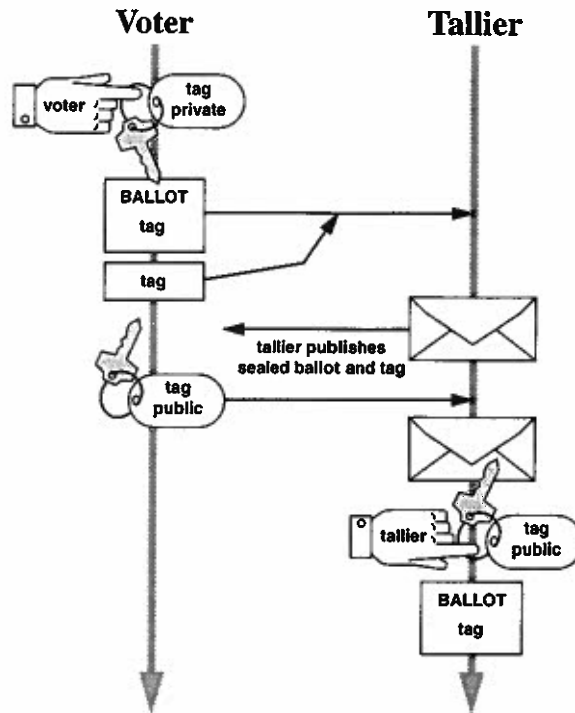 Voter
Tallier
voter
tag
private
BALLOT
tag
tag
tallier publishes
sealed ballot and tag
tag
public
tallier
tag
public
BALLOT
tag